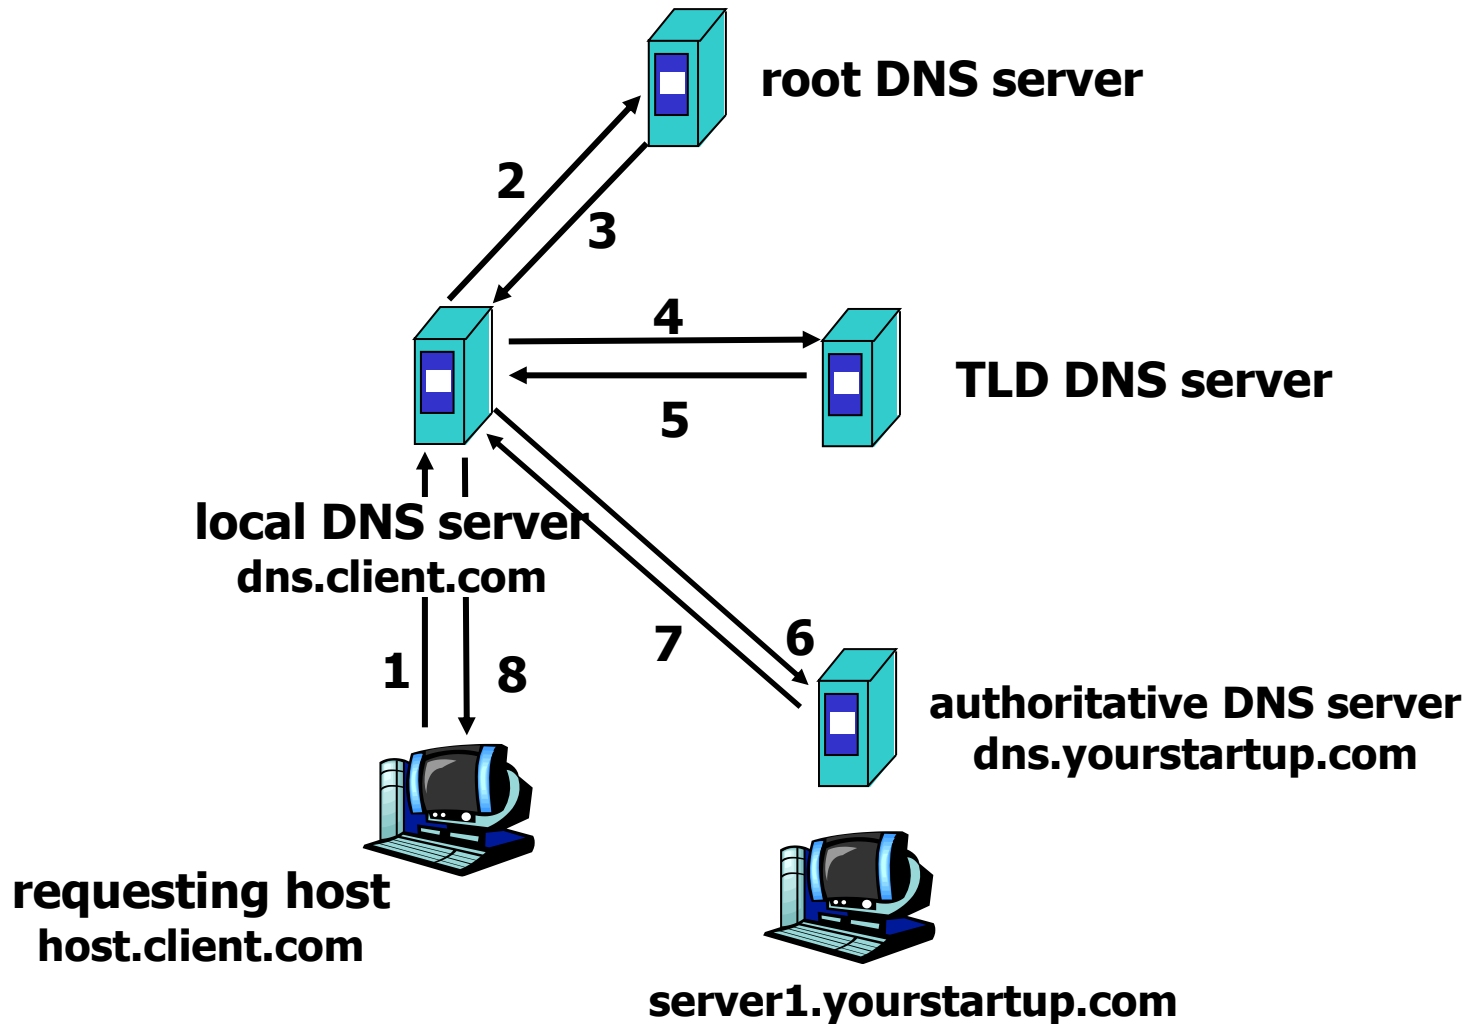 root DNS server
2
3
4
TLD DNS server
5
local DNS server
dns.client.com
1
8
7
6
authoritative DNS server
dns.yourstartup.com
requesting host
host.client.com
server1.yourstartup.com